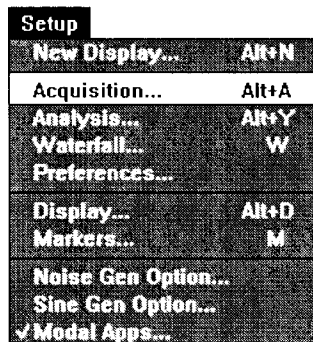 Setup
New Display... Alt+N
Acquisition... Alt+A
Analysis... Alt+Y
Waterfall... W
Preferences...
Display... Alt+D
Markers... M
Noise Gen Option...
Sine Gen Option...
✓Modal Apps...